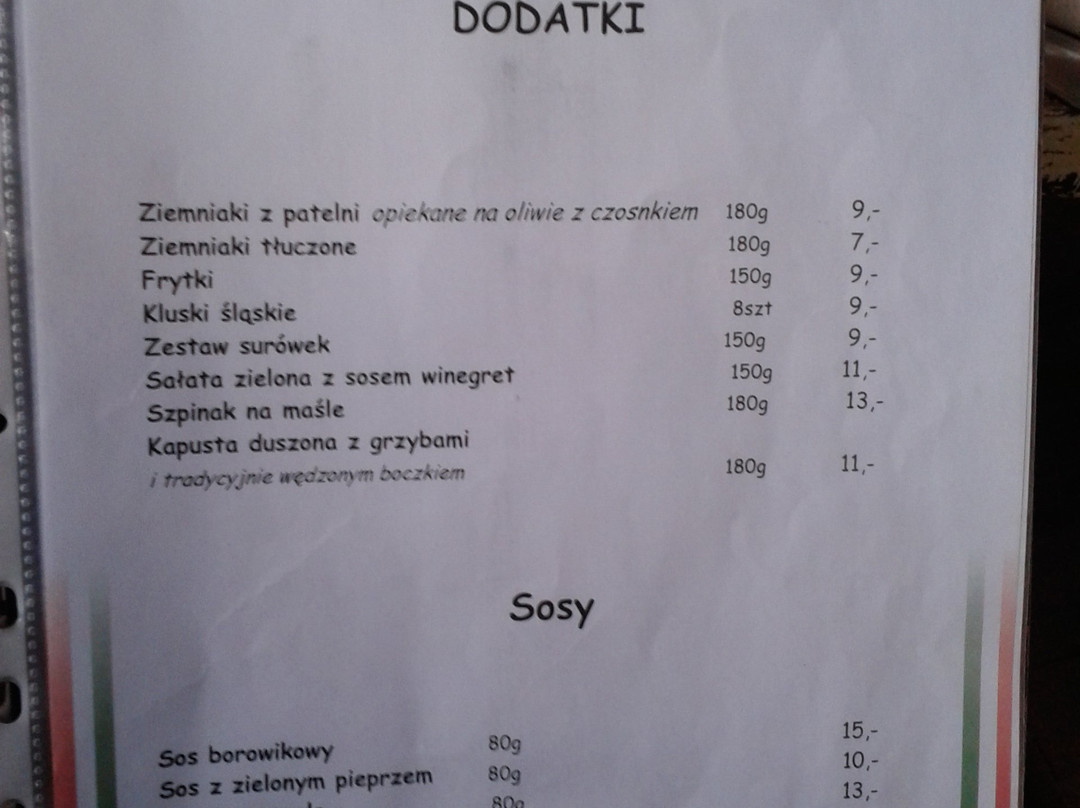 DODATKI
Ziemniaki z patelni opiekane na oliwie z czosnkiem 180g 9,-
Ziemniaki tłuczone 180g 7,-
Frytki 150g 9,-
Kluski śląskie 8szt 9,-
Zestaw surówek 150g 9,-
Sałata zielona z sosem winegret 150g 11,-
Szpinak na maśle 180g 13,-
Kapusta duszona z grzybami
i tradycyjnie wędzonym boczkiem 180g 11,-
Sosy
Sos borowikowy 80g 15,-
Sos z zielonym pieprzem 80g 10,-
80g 13,-